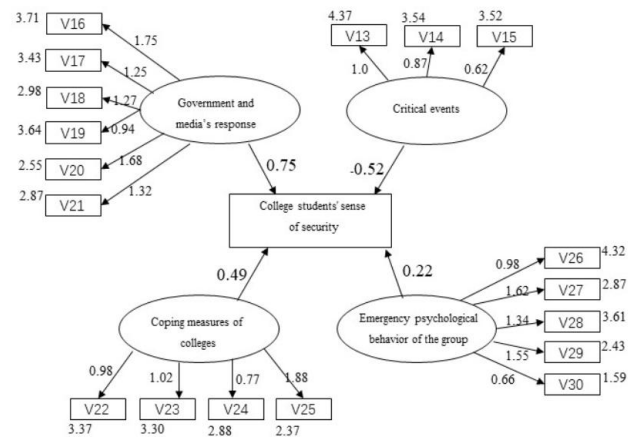 3.71 V16
3.43 V17
2.98 V18
3.64 V19
2.55 V20
2.87 V21
1.75
1.25
1.27
0.94
1.68
1.32
Government and
media's response
4.37 3.54 3.52
V13 V14 V15
1.0 0.87 0.62
Critical events
0.75
-0.52
College students' sense
of security
0.49
0.22
Coping measures of
colleges
0.98 1.02 0.77 1.88
V22 V23 V24 V25
3.37 3.30 2.88 2.37
Emergency psychological
behavior of the group
0.98
1.62
1.34
1.55
0.66
V26 4.32
V27 2.87
V28 3.61
V29 2.43
V30 1.59